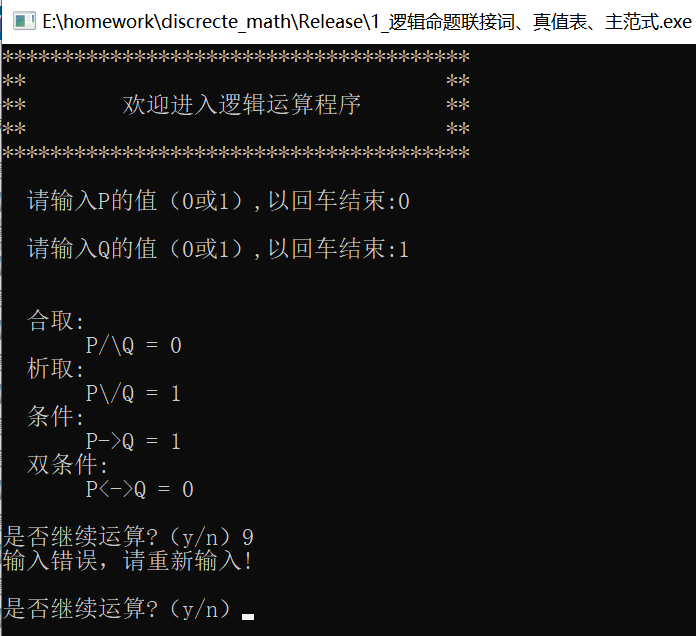 E:\homework\discrecte_math\Release\1_逻辑命题联接词、真值表、主范式.exe
***************************************
**                                   **
**        欢迎进入逻辑运算程序       **
**                                   **
***************************************
请输入P的值（0或1）,以回车结束:0
请输入Q的值（0或1）,以回车结束:1
合取:
P/\Q = 0
析取:
P\/Q = 1
条件:
P->Q = 1
双条件:
P<->Q = 0
是否继续运算?（y/n）9
输入错误，请重新输入!
是否继续运算?（y/n）